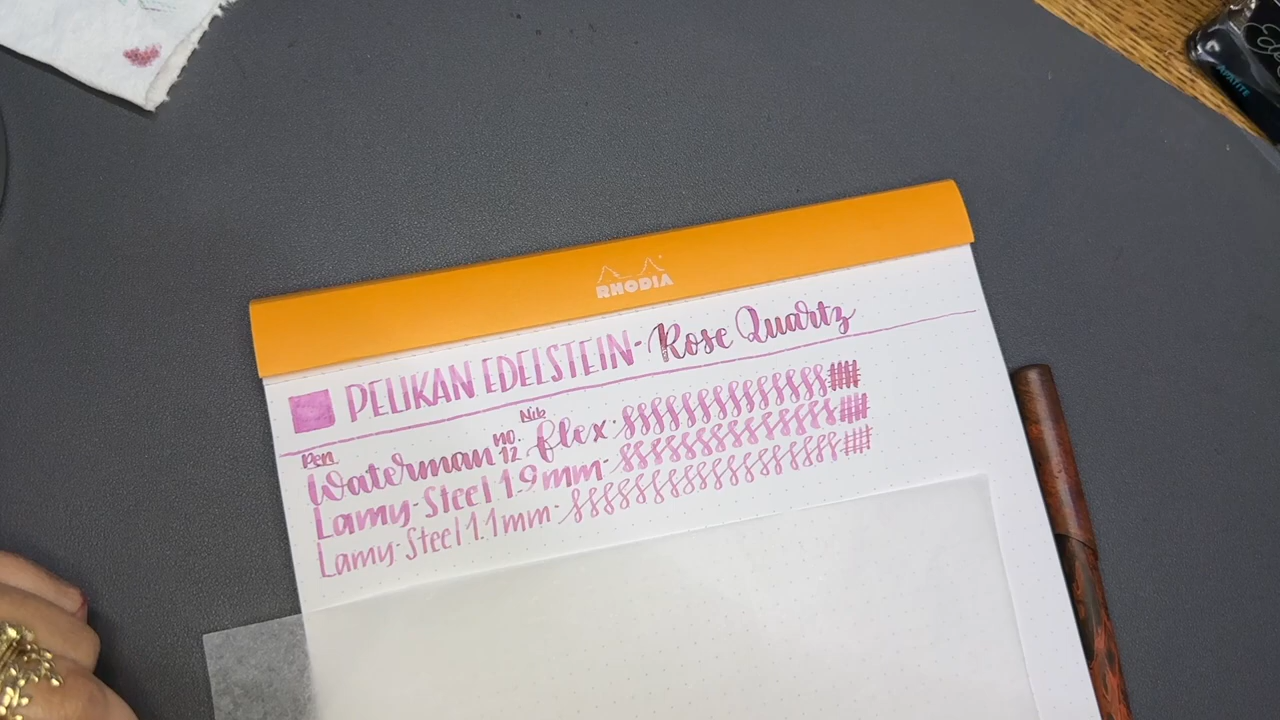 APATITE
RHODIA
PELIKAN EDELSTEIN - Rose Quartz
Pen Nib
Waterman no. 12 flex.
Lamy-Steel 1.9mm-
Lamy-Steel 1.1mm-